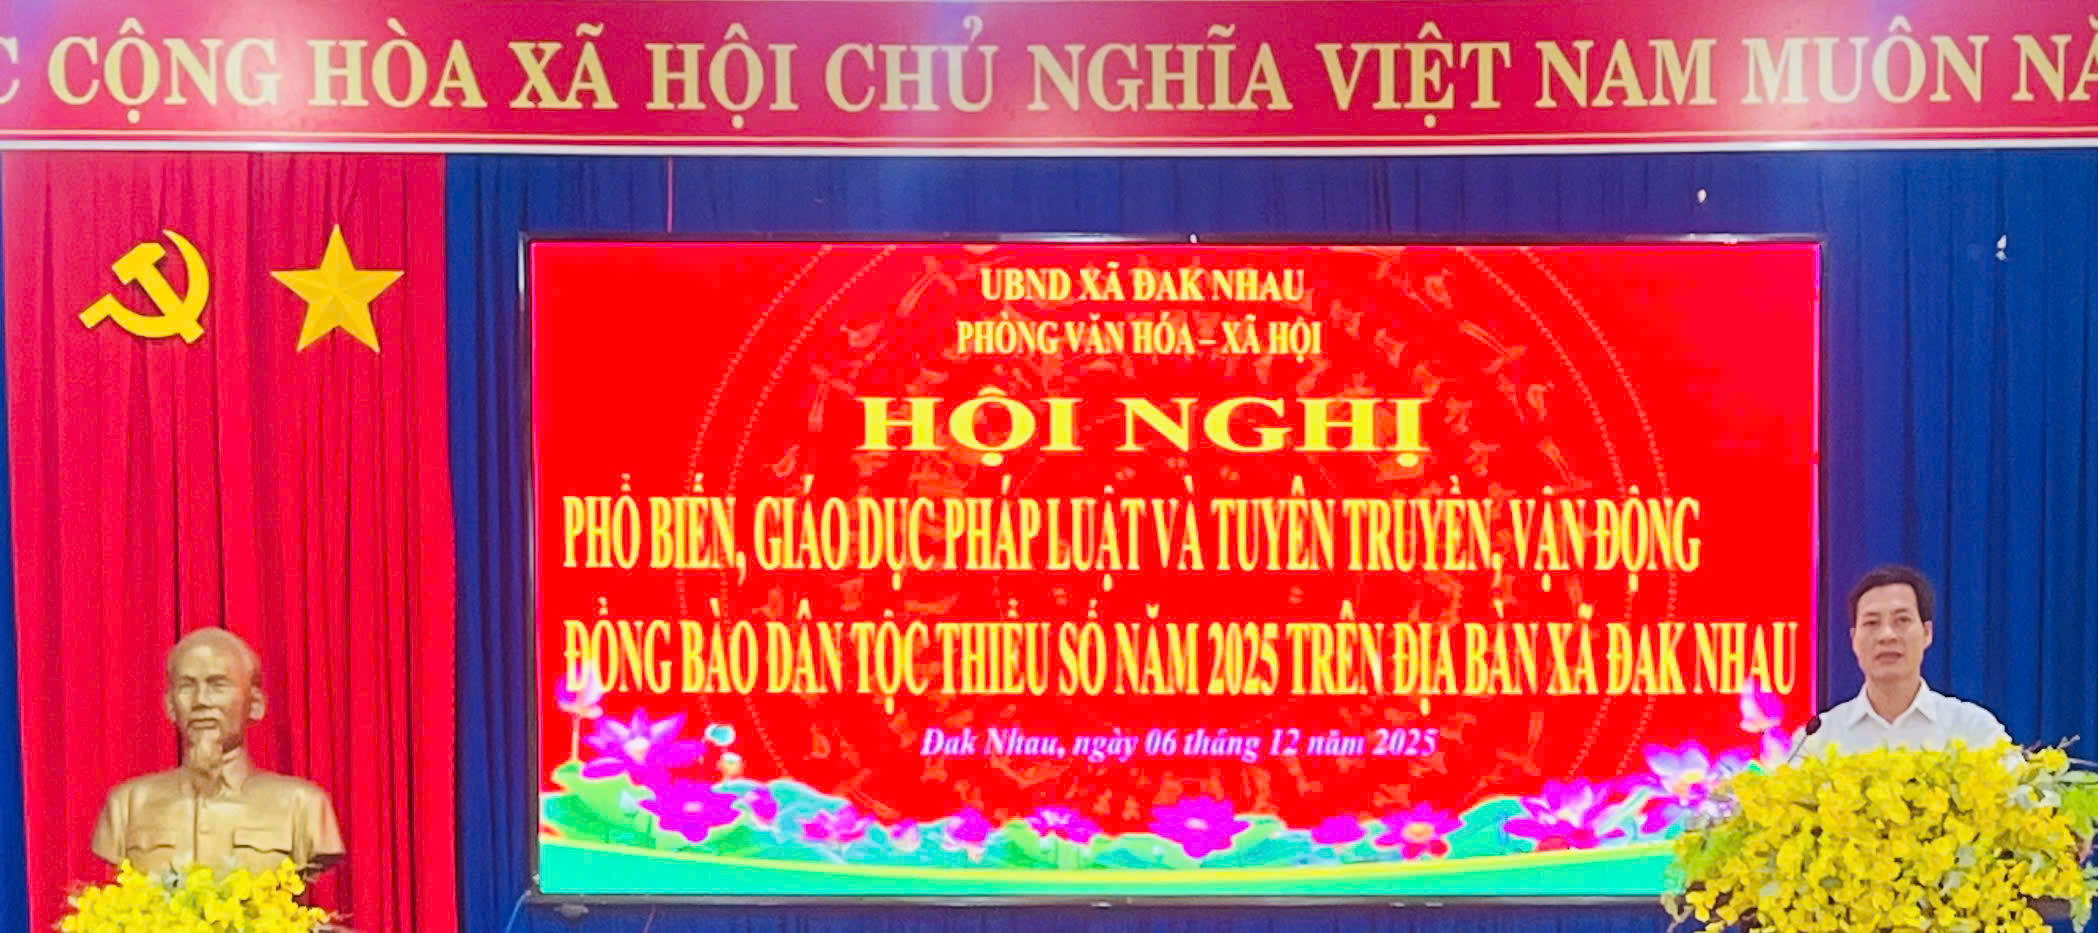 CỘNG HÒA XÃ HỘI CHỦ NGHĨA VIỆT NAM MUÔN
UBND XÃ ĐAK NHAU
PHÒNG VĂN HÓA – XÃ HỘI
HỘI NGHỊ
PHỔ BIẾN, GIÁO DỤC PHÁP LUẬT VÀ TUYÊN TRUYỀN, VẬN ĐỘNG
ĐỒNG BÀO DÂN TỘC THIỂU SỐ NĂM 2025 TRÊN ĐỊA BÀN XÃ ĐAK NHAU
Đak Nhau, ngày 06 tháng 12 năm 2025